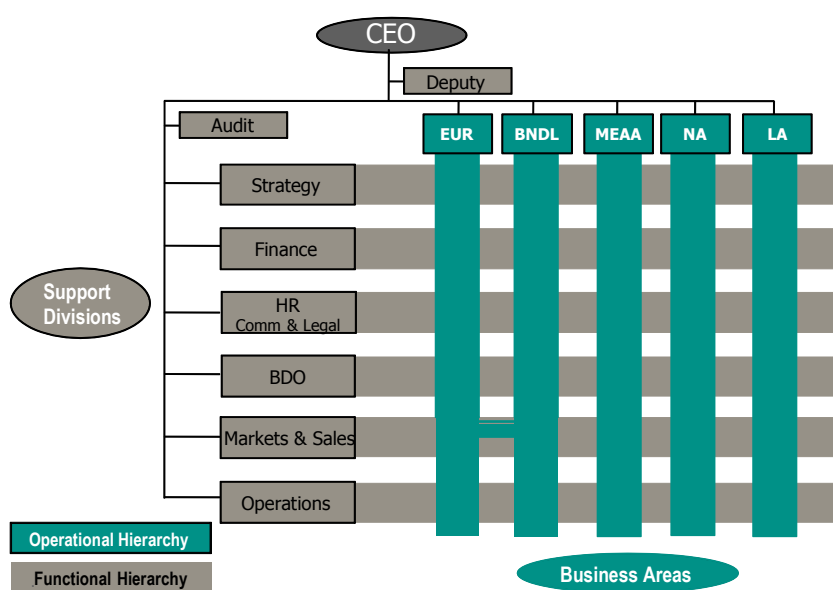 CEO
Deputy
Audit
EUR
BNDL
MEAA
NA
LA
Strategy
Finance
HR
Comm & Legal
BDO
Markets & Sales
Operations
Support
Divisions
Operational Hierarchy
Functional Hierarchy
Business Areas